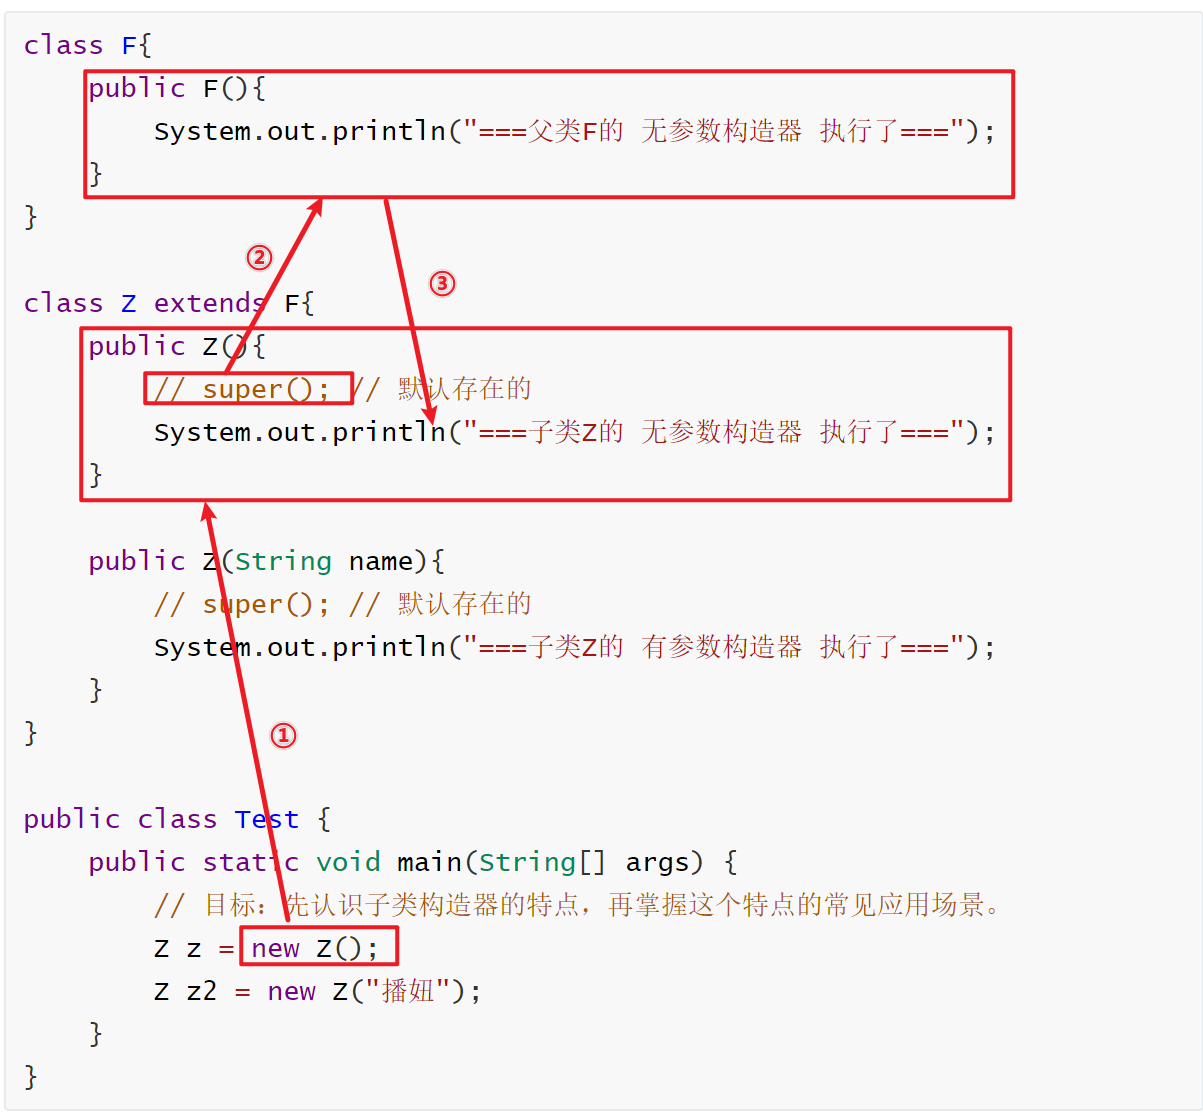 class F{
public F(){
System.out.println("===父类F的 无参数构造器 执行了===");
}
}
②
③
class Z extends F{
public Z(){
// super(); // 默认存在的
System.out.println("===子类Z的 无参数构造器 执行了===");
}
public Z(String name){
// super(); // 默认存在的
System.out.println("===子类Z的 有参数构造器 执行了===");
}
}
①
public class Test {
public static void main(String[] args) {
// 目标：先认识子类构造器的特点，再掌握这个特点的常见应用场景。
Z z = new Z();
Z z2 = new Z("播妞");
}
}